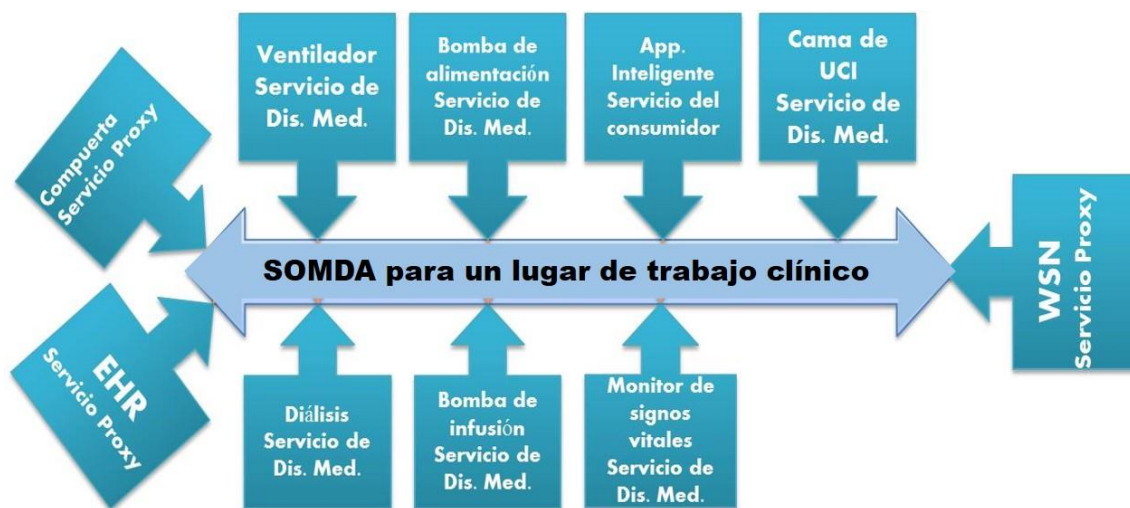 Compuerta
Servicio Proxy
Ventilador
Servicio de
Dis. Med.
Bomba de
alimentación
Servicio de
Dis. Med.
App.
Inteligente
Servicio del
consumidor
Cama de
UCI
Servicio de
Dis. Med.
SOMDA para un lugar de trabajo clínico
WSN
Servicio Proxy
EHR
Servicio Proxy
Diálisis
Servicio de
Dis. Med.
Bomba de
infusión
Servicio de
Dis. Med.
Monitor de
signos
vitales
Servicio de
Dis. Med.